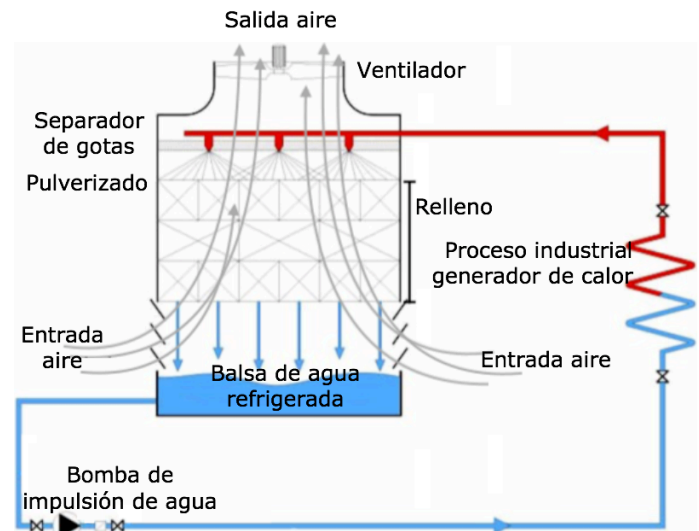 Salida aire
Ventilador
Separador
de gotas
Pulverizado
Relleno
Proceso industrial
generador de calor
Entrada
aire
Entrada aire
Balsa de agua
refrigerada
Bomba de
impulsión de agua